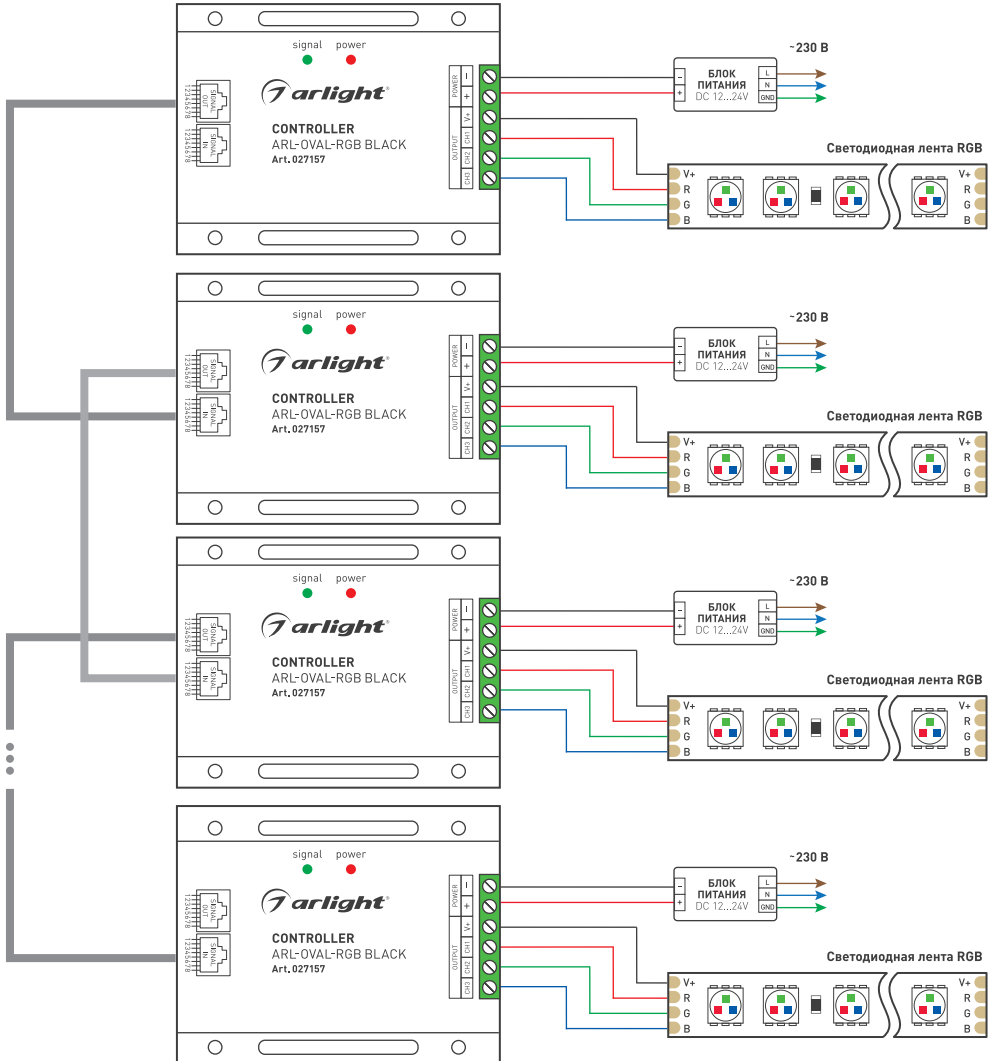 signal power
12345678
SIGNAL OUT
12345678
SIGNAL IN
arlight®
CONTROLLER
ARL-OVAL-RGB BLACK
Art. 027157
POWER
– +
OUTPUT
V+ CH1 CH2 CH3
~230 В
–
+
БЛОК
ПИТАНИЯ
DC 12...24V
L
N
GND
Светодиодная лента RGB
V+ V+
R R
G G
B B
signal power
12345678
SIGNAL OUT
12345678
SIGNAL IN
arlight®
CONTROLLER
ARL-OVAL-RGB BLACK
Art. 027157
POWER
– +
OUTPUT
V+ CH1 CH2 CH3
~230 В
–
+
БЛОК
ПИТАНИЯ
DC 12...24V
L
N
GND
Светодиодная лента RGB
V+ V+
R R
G G
B B
signal power
12345678
SIGNAL OUT
12345678
SIGNAL IN
arlight®
CONTROLLER
ARL-OVAL-RGB BLACK
Art. 027157
POWER
– +
OUTPUT
V+ CH1 CH2 CH3
~230 В
–
+
БЛОК
ПИТАНИЯ
DC 12...24V
L
N
GND
Светодиодная лента RGB
V+ V+
R R
G G
B B
signal power
12345678
SIGNAL OUT
12345678
SIGNAL IN
arlight®
CONTROLLER
ARL-OVAL-RGB BLACK
Art. 027157
POWER
– +
OUTPUT
V+ CH1 CH2 CH3
~230 В
–
+
БЛОК
ПИТАНИЯ
DC 12...24V
L
N
GND
Светодиодная лента RGB
V+ V+
R R
G G
B B